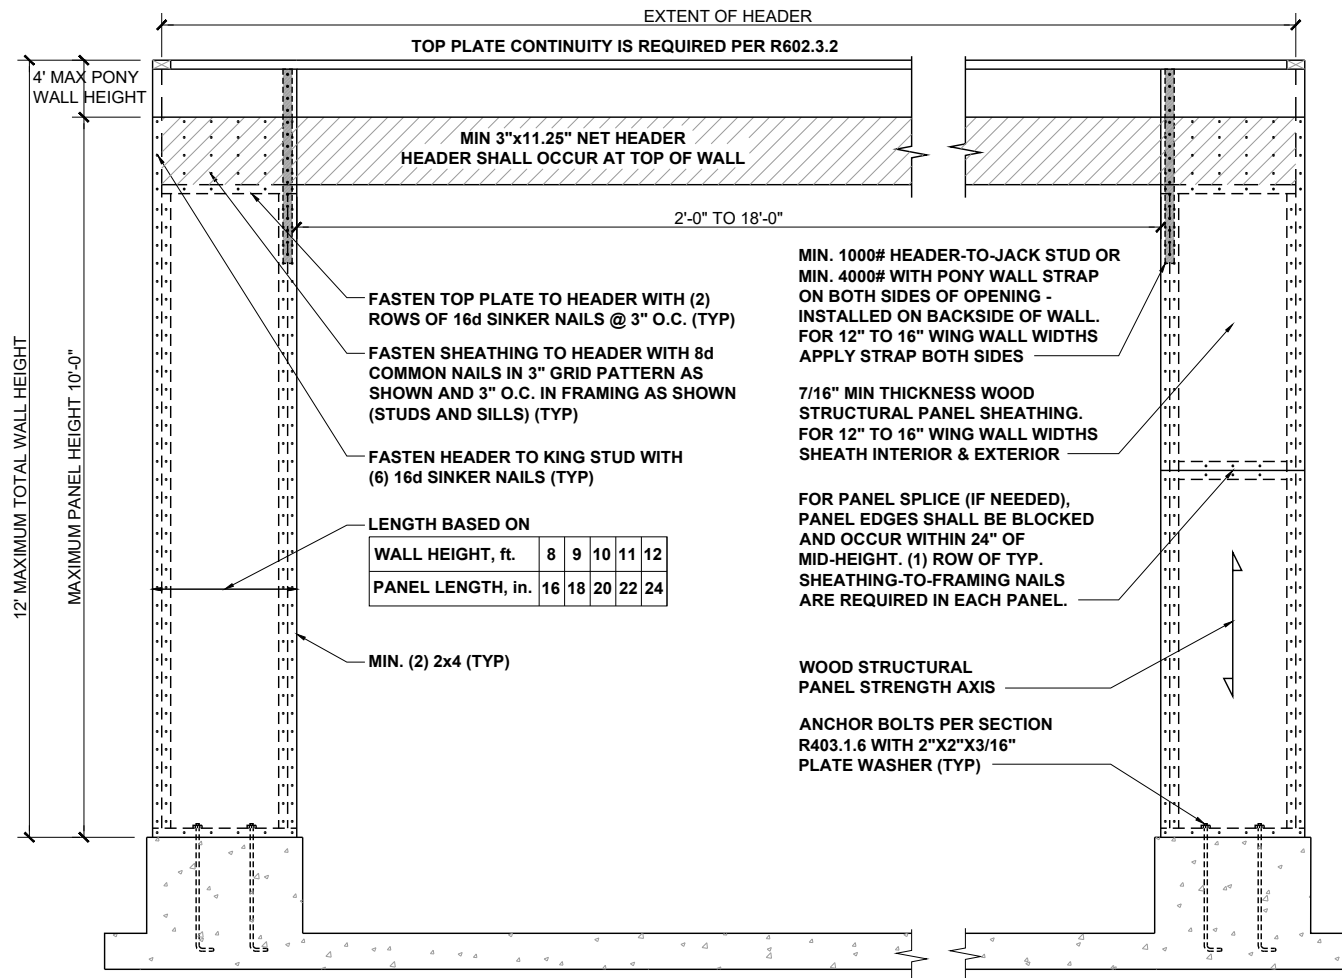 EXTENT OF HEADER
TOP PLATE CONTINUITY IS REQUIRED PER R602.3.2
4' MAX PONY
WALL HEIGHT
MIN 3"x11.25" NET HEADER
HEADER SHALL OCCUR AT TOP OF WALL
2'-0" TO 18'-0"
12' MAXIMUM TOTAL WALL HEIGHT
MAXIMUM PANEL HEIGHT 10'-0"
FASTEN TOP PLATE TO HEADER WITH (2)
ROWS OF 16d SINKER NAILS @ 3" O.C. (TYP)
FASTEN SHEATHING TO HEADER WITH 8d
COMMON NAILS IN 3" GRID PATTERN AS
SHOWN AND 3" O.C. IN FRAMING AS SHOWN
(STUDS AND SILLS) (TYP)
FASTEN HEADER TO KING STUD WITH
(6) 16d SINKER NAILS (TYP)
LENGTH BASED ON
WALL HEIGHT, ft. 8 9 10 11 12
PANEL LENGTH, in. 16 18 20 22 24
MIN. (2) 2x4 (TYP)
MIN. 1000# HEADER-TO-JACK STUD OR
MIN. 4000# WITH PONY WALL STRAP
ON BOTH SIDES OF OPENING -
INSTALLED ON BACKSIDE OF WALL.
FOR 12" TO 16" WING WALL WIDTHS
APPLY STRAP BOTH SIDES
7/16" MIN THICKNESS WOOD
STRUCTURAL PANEL SHEATHING.
FOR 12" TO 16" WING WALL WIDTHS
SHEATH INTERIOR & EXTERIOR
FOR PANEL SPLICE (IF NEEDED),
PANEL EDGES SHALL BE BLOCKED
AND OCCUR WITHIN 24" OF
MID-HEIGHT. (1) ROW OF TYP.
SHEATHING-TO-FRAMING NAILS
ARE REQUIRED IN EACH PANEL.
WOOD STRUCTURAL
PANEL STRENGTH AXIS
ANCHOR BOLTS PER SECTION
R403.1.6 WITH 2"X2"X3/16"
PLATE WASHER (TYP)